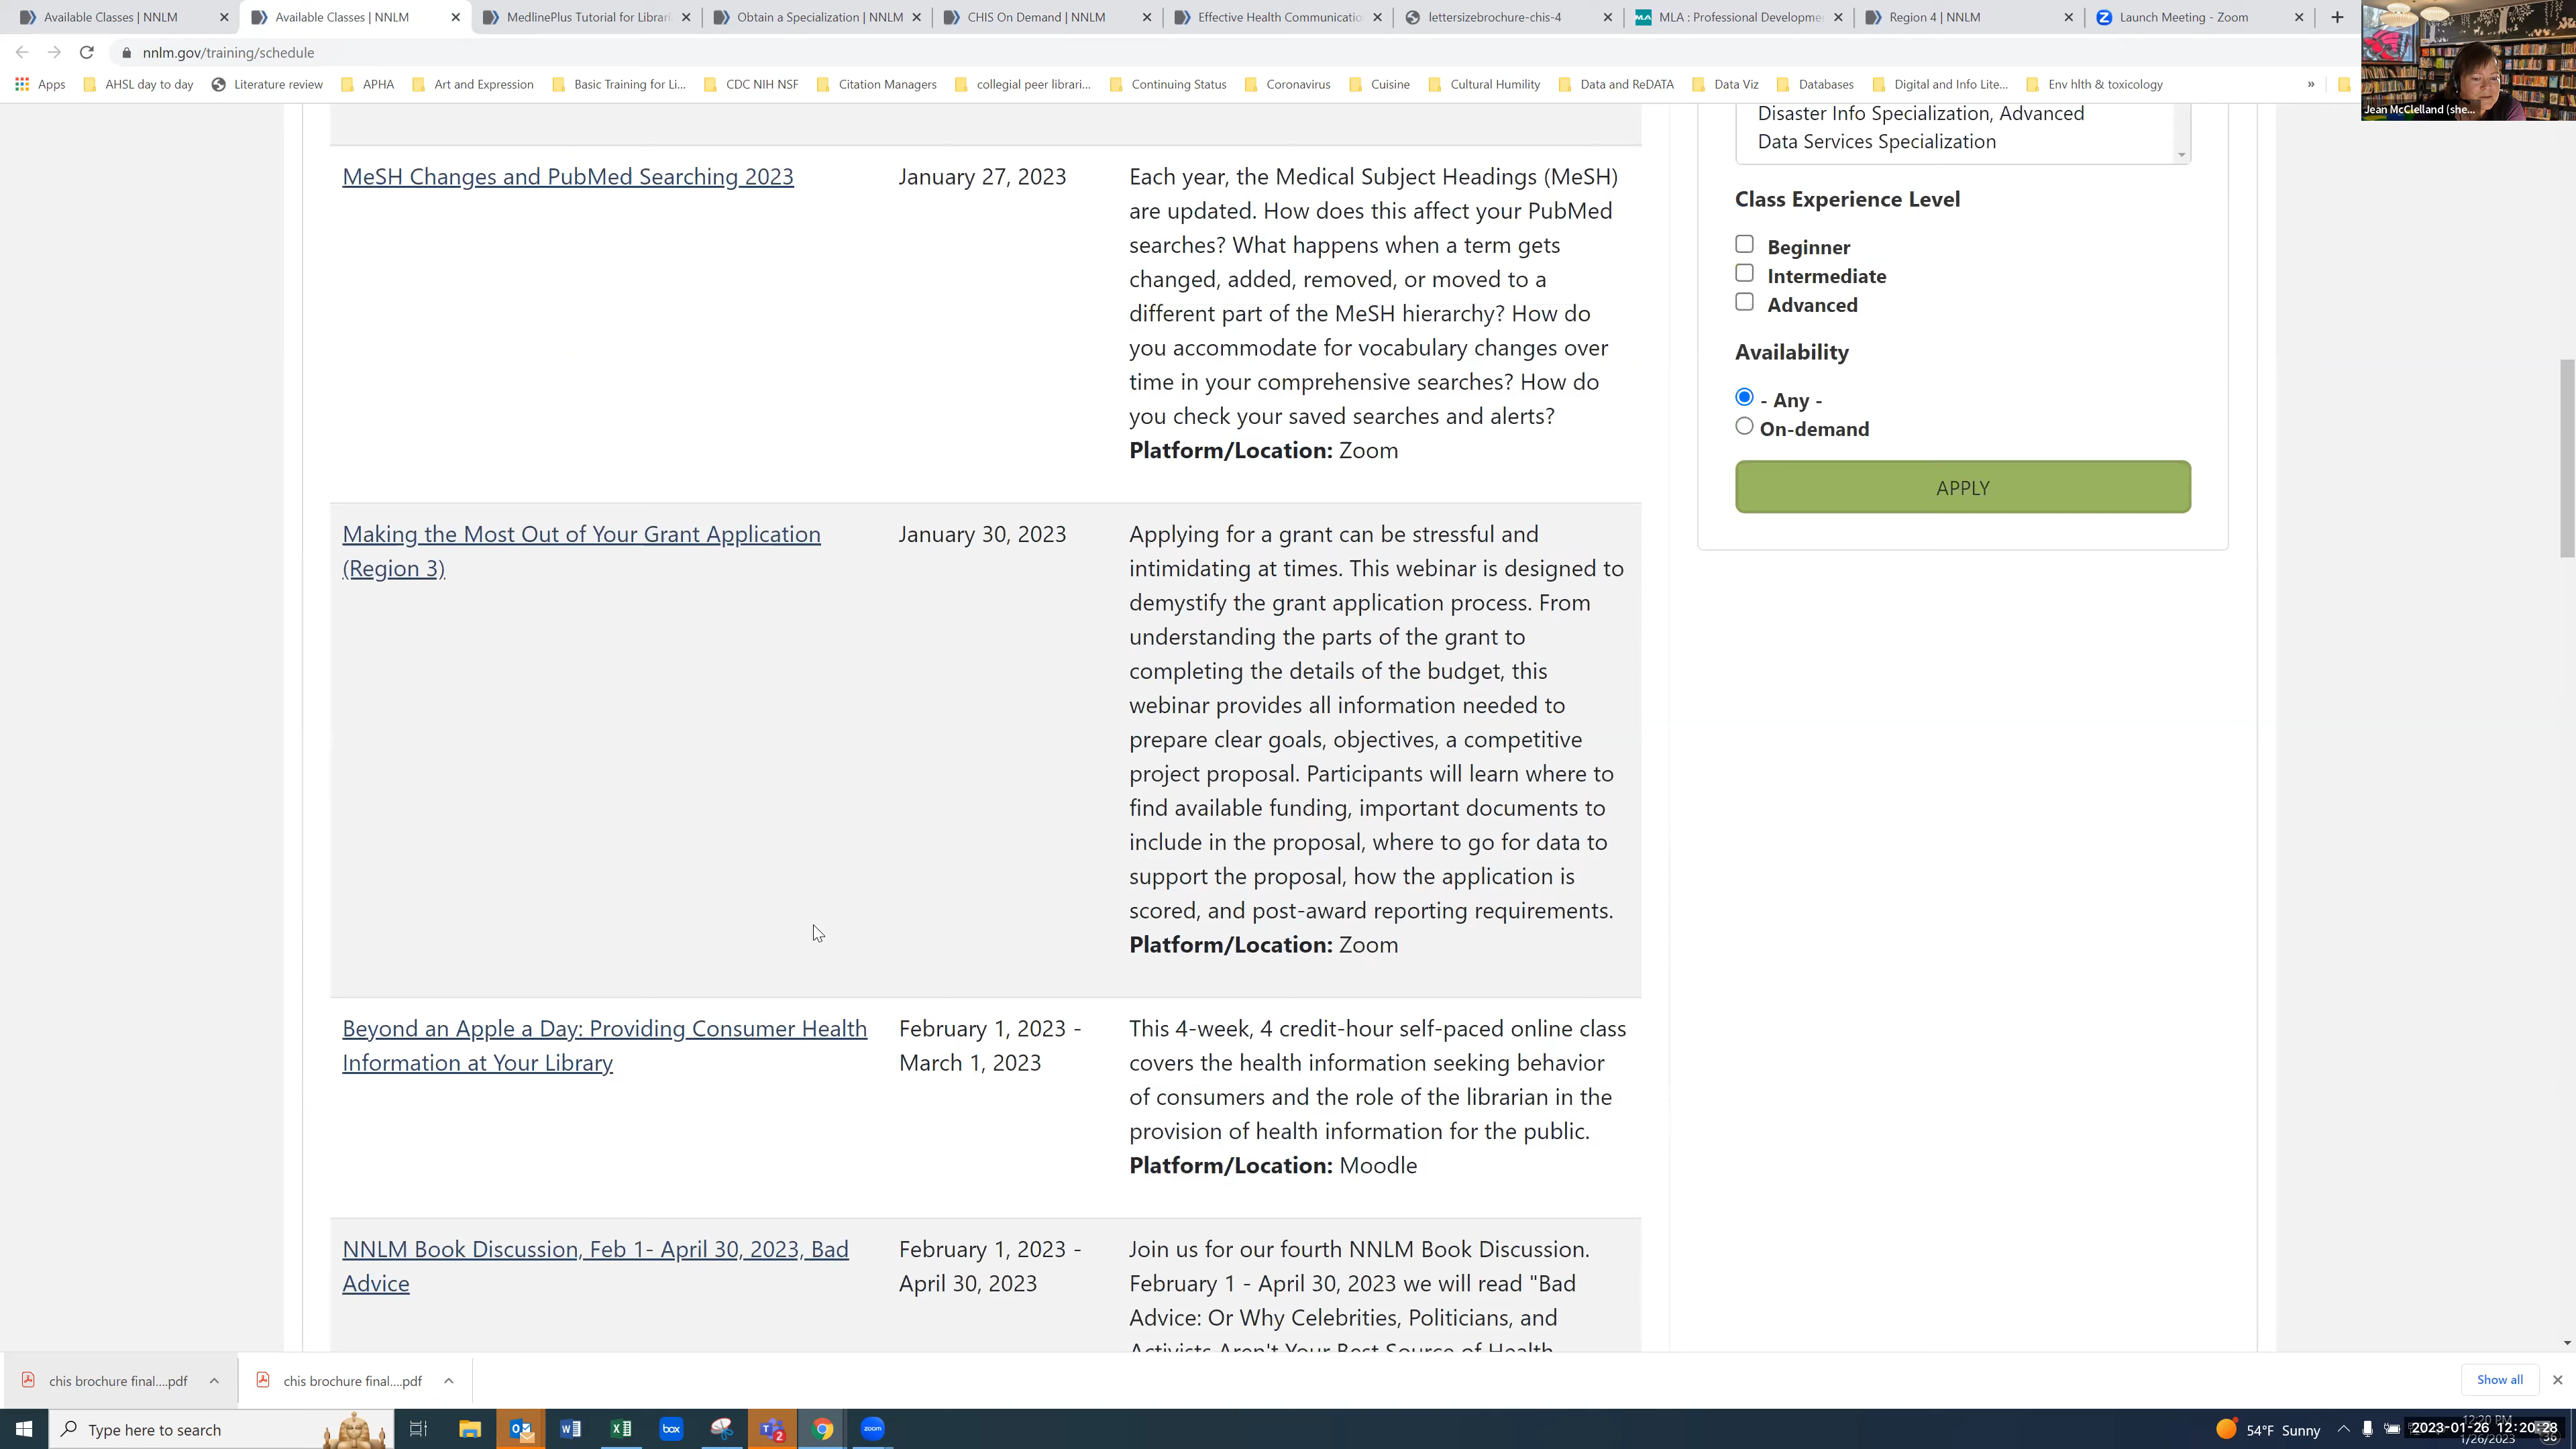 Available Classes | NNLM
Available Classes | NNLM
MedlinePlus Tutorial for Librari
Obtain a Specialization | NNLM
CHIS On Demand | NNLM
Effective Health Communicatio
lettersizebrochure-chis-4
MLA : Professional Developme
Region 4 | NNLM
Launch Meeting - Zoom
nnlm.gov/training/schedule
Apps
AHSL day to day
Literature review
APHA
Art and Expression
Basic Training for Li...
CDC NIH NSF
Citation Managers
collegial peer librari...
Continuing Status
Coronavirus
Cuisine
Cultural Humility
Data and ReDATA
Data Viz
Databases
Digital and Info Lite...
Env hlth & toxicology
»
Jean McClelland (she...
MeSH Changes and PubMed Searching 2023
January 27, 2023
Each year, the Medical Subject Headings (MeSH)
are updated. How does this affect your PubMed
searches? What happens when a term gets
changed, added, removed, or moved to a
different part of the MeSH hierarchy? How do
you accommodate for vocabulary changes over
time in your comprehensive searches? How do
you check your saved searches and alerts?
Platform/Location: Zoom
Making the Most Out of Your Grant Application
(Region 3)
January 30, 2023
Applying for a grant can be stressful and
intimidating at times. This webinar is designed to
demystify the grant application process. From
understanding the parts of the grant to
completing the details of the budget, this
webinar provides all information needed to
prepare clear goals, objectives, a competitive
project proposal. Participants will learn where to
find available funding, important documents to
include in the proposal, where to go for data to
support the proposal, how the application is
scored, and post-award reporting requirements.
Platform/Location: Zoom
Beyond an Apple a Day: Providing Consumer Health
Information at Your Library
February 1, 2023 -
March 1, 2023
This 4-week, 4 credit-hour self-paced online class
covers the health information seeking behavior
of consumers and the role of the librarian in the
provision of health information for the public.
Platform/Location: Moodle
NNLM Book Discussion, Feb 1- April 30, 2023, Bad
Advice
February 1, 2023 -
April 30, 2023
Join us for our fourth NNLM Book Discussion.
February 1 - April 30, 2023 we will read "Bad
Advice: Or Why Celebrities, Politicians, and
Activists Aren't Your Best Source of Health
Disaster Info Specialization, Advanced
Data Services Specialization
Class Experience Level
Beginner
Intermediate
Advanced
Availability
- Any -
On-demand
APPLY
chis brochure final....pdf
chis brochure final....pdf
Show all
Type here to search
box
2
zoom
54°F Sunny
12:20 PM
2023-01-26 12:20:28
1/26/2023